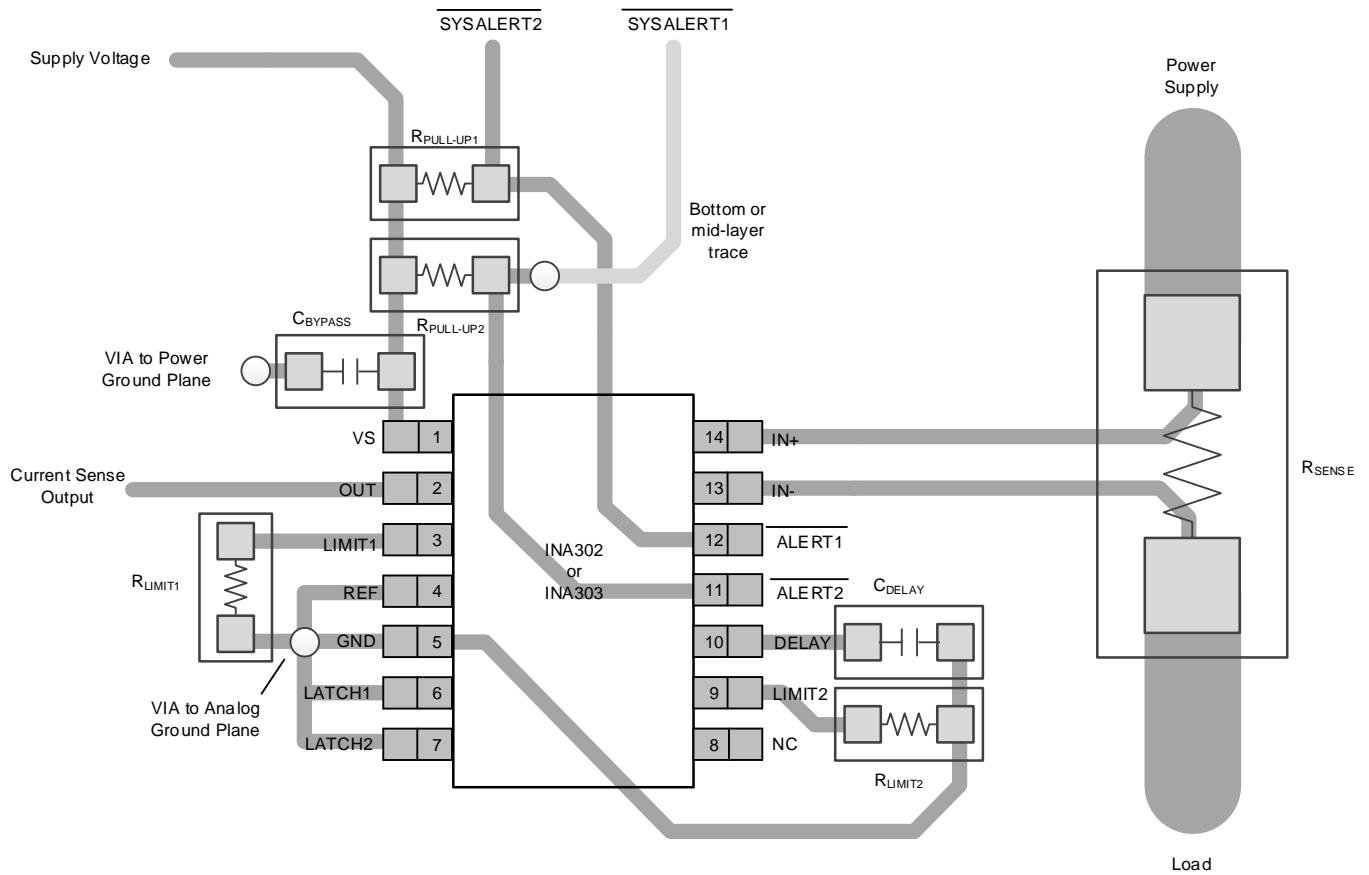 SYSALERT2
SYSALERT1
Supply Voltage
Power
Supply
RPULL-UP1
Bottom or
mid-layer
trace
RPULL-UP2
CBYPASS
VIA to Power
Ground Plane
VS
1
14
IN+
RSENSE
Current Sense
Output
OUT
2
13
IN-
LIMIT1
3
12
ALERT1
INA302
or
INA303
RLIMIT1
REF
4
11
ALERT2
CDELAY
GND
5
10
DELAY
VIA to Analog
Ground Plane
LATCH1
6
9
LIMIT2
LATCH2
7
8
NC
RLIMIT2
Load